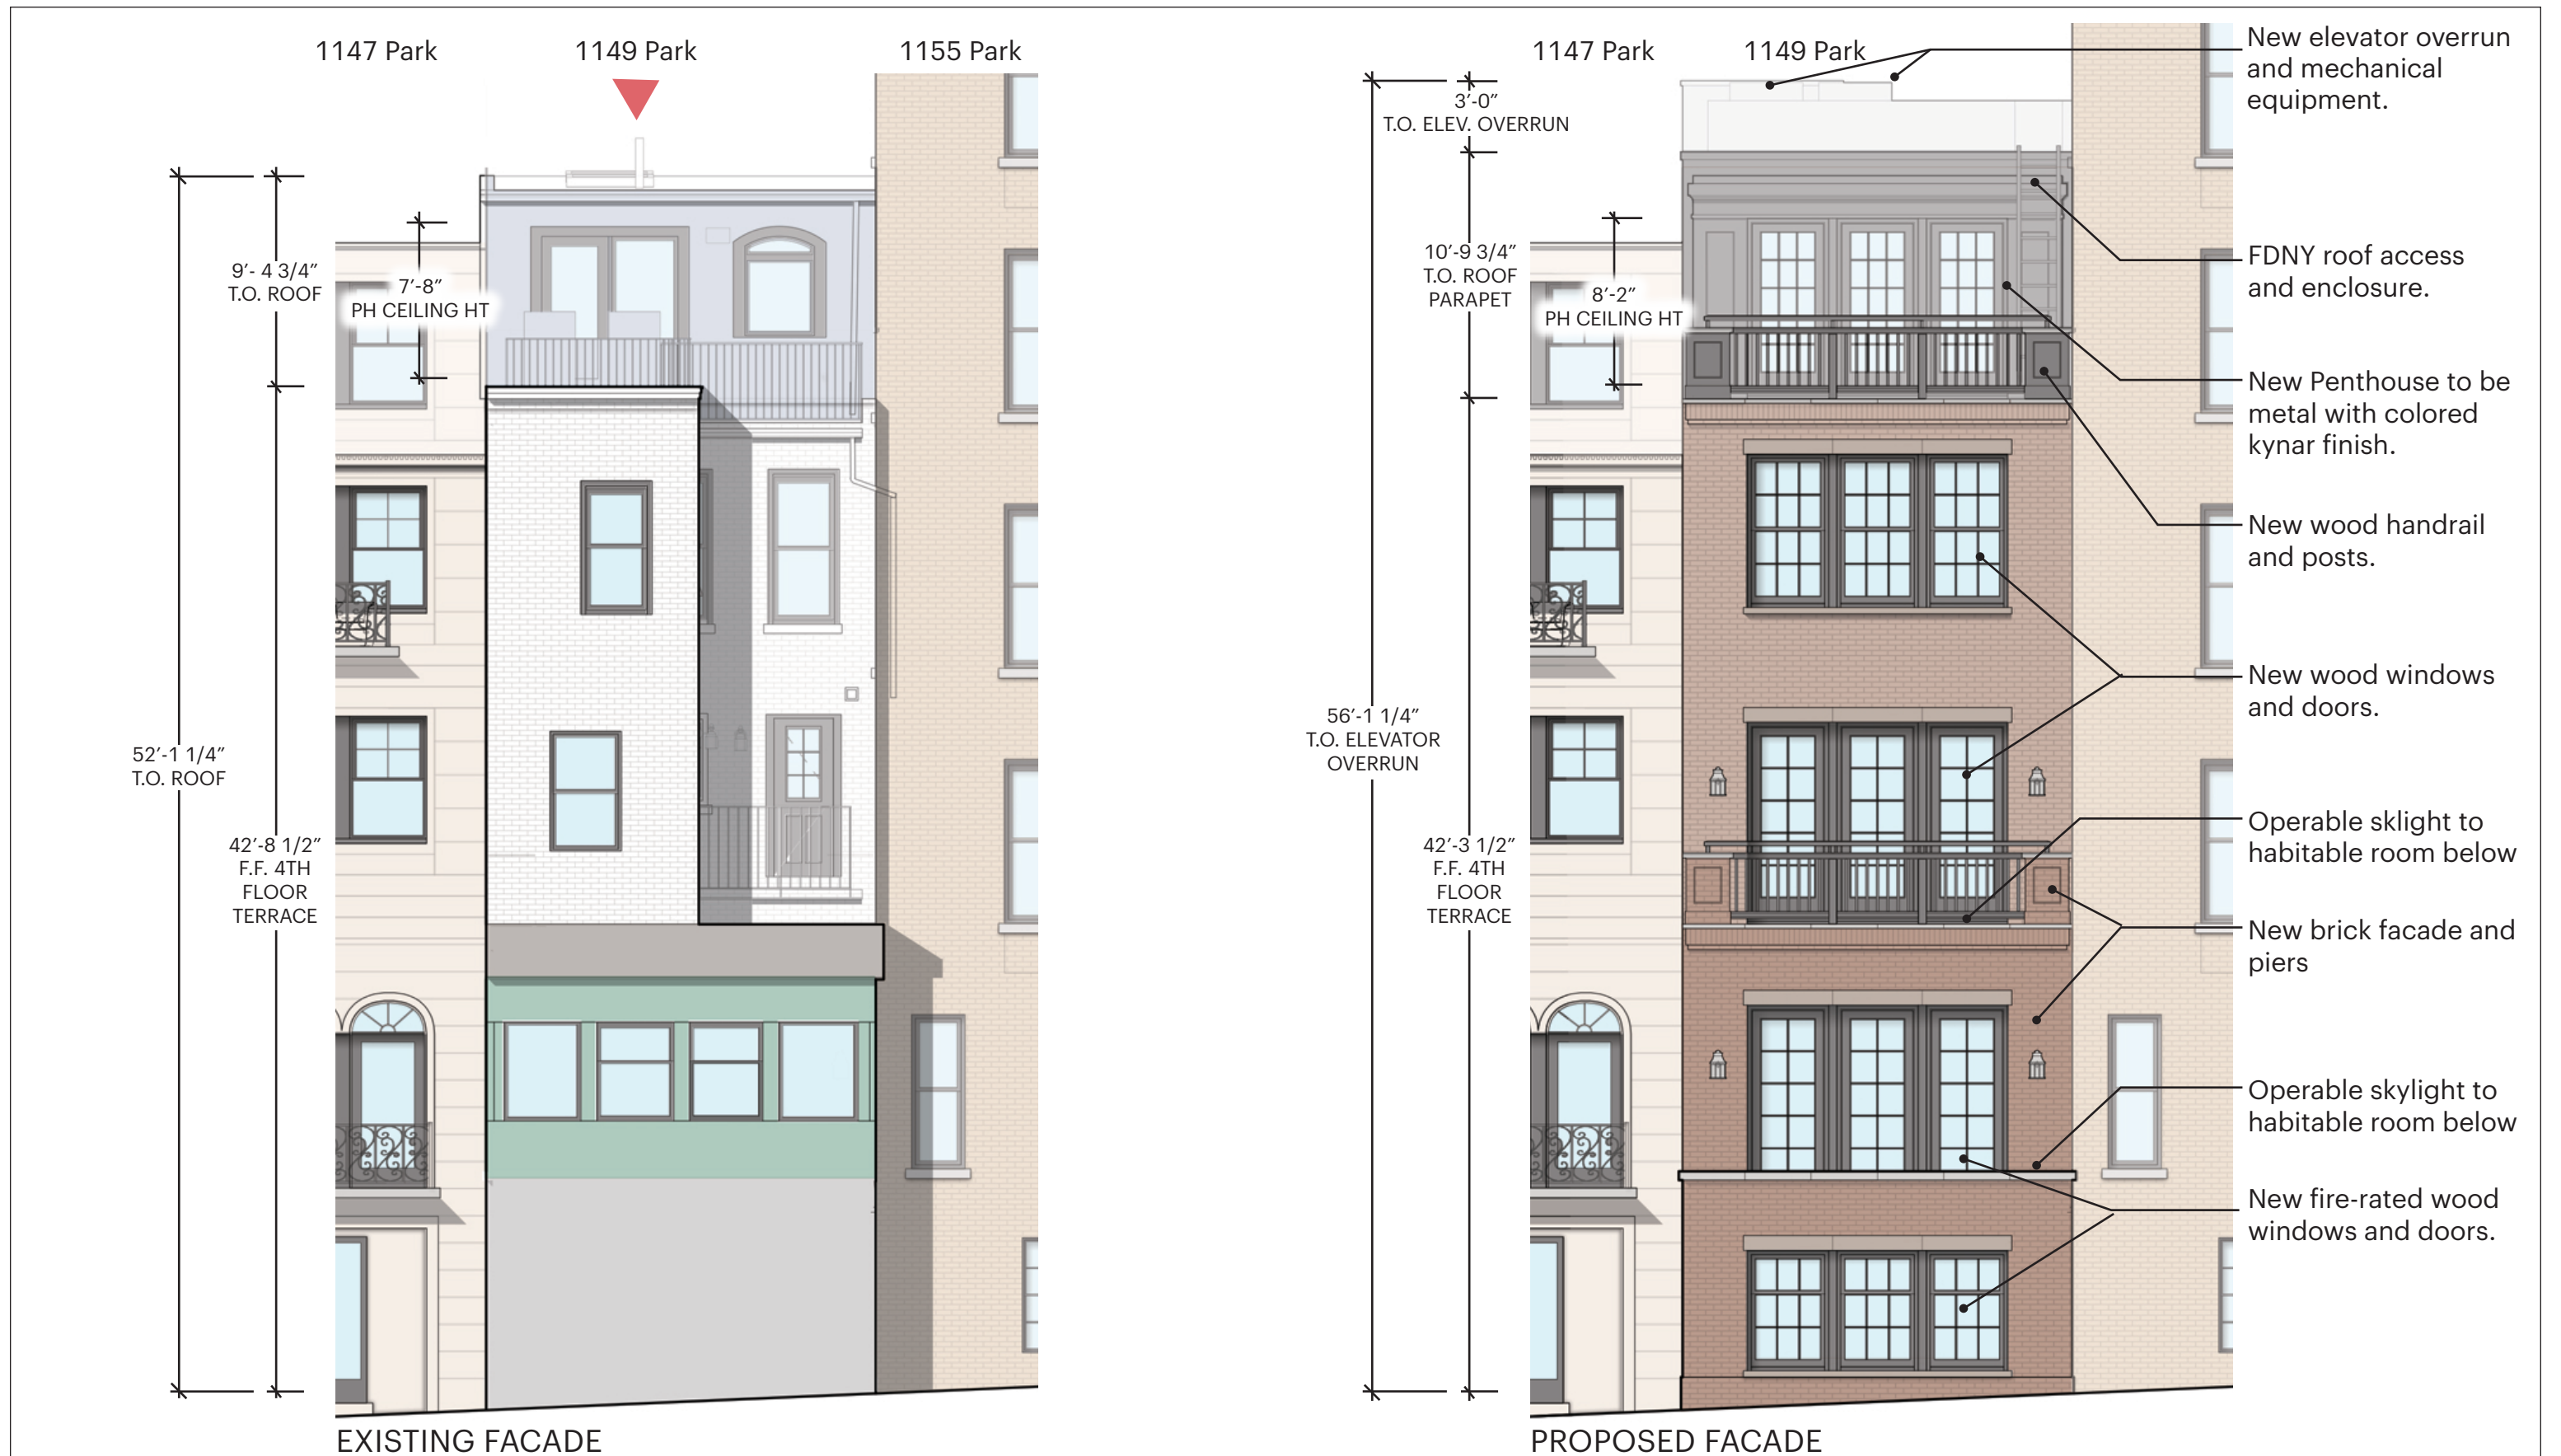 1147 Park
1149 Park
1155 Park
9’- 4 3/4”
T.O. ROOF
7’-8”
PH CEILING HT
52’-1 1/4”
T.O. ROOF
42’-8 1/2”
F.F. 4TH
FLOOR
TERRACE
EXISTING FACADE
1147 Park
1149 Park
3’-0”
T.O. ELEV. OVERRUN
10’-9 3/4”
T.O. ROOF
PARAPET
8’-2”
PH CEILING HT
56’-1 1/4”
T.O. ELEVATOR
OVERRUN
42’-3 1/2”
F.F. 4TH
FLOOR
TERRACE
New elevator overrun
and mechanical
equipment.
FDNY roof access
and enclosure.
New Penthouse to be
metal with colored
kynar finish.
New wood handrail
and posts.
New wood windows
and doors.
Operable sklight to
habitable room below
New brick facade and
piers
Operable skylight to
habitable room below
New fire-rated wood
windows and doors.
PROPOSED FACADE